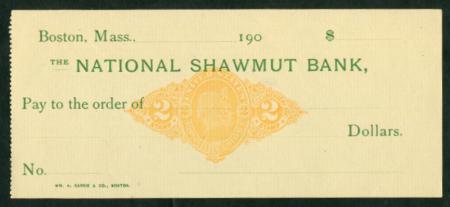 Boston, Mass., 190 $
THE NATIONAL SHAWMUT BANK,
Pay to the order of
2 2
Dollars.
No.